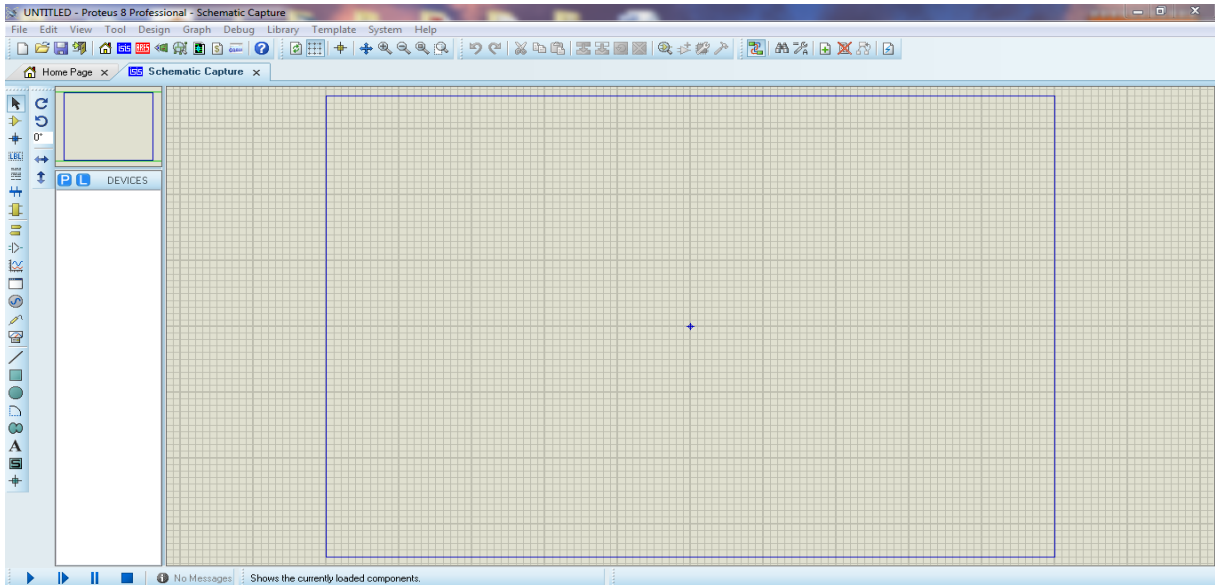 UNTITLED - Proteus 8 Professional - Schematic Capture
File Edit View Tool Design Graph Debug Library Template System Help
Home Page x Schematic Capture x
0°
LBL
P L DEVICES
A
S
No Messages Shows the currently loaded components.